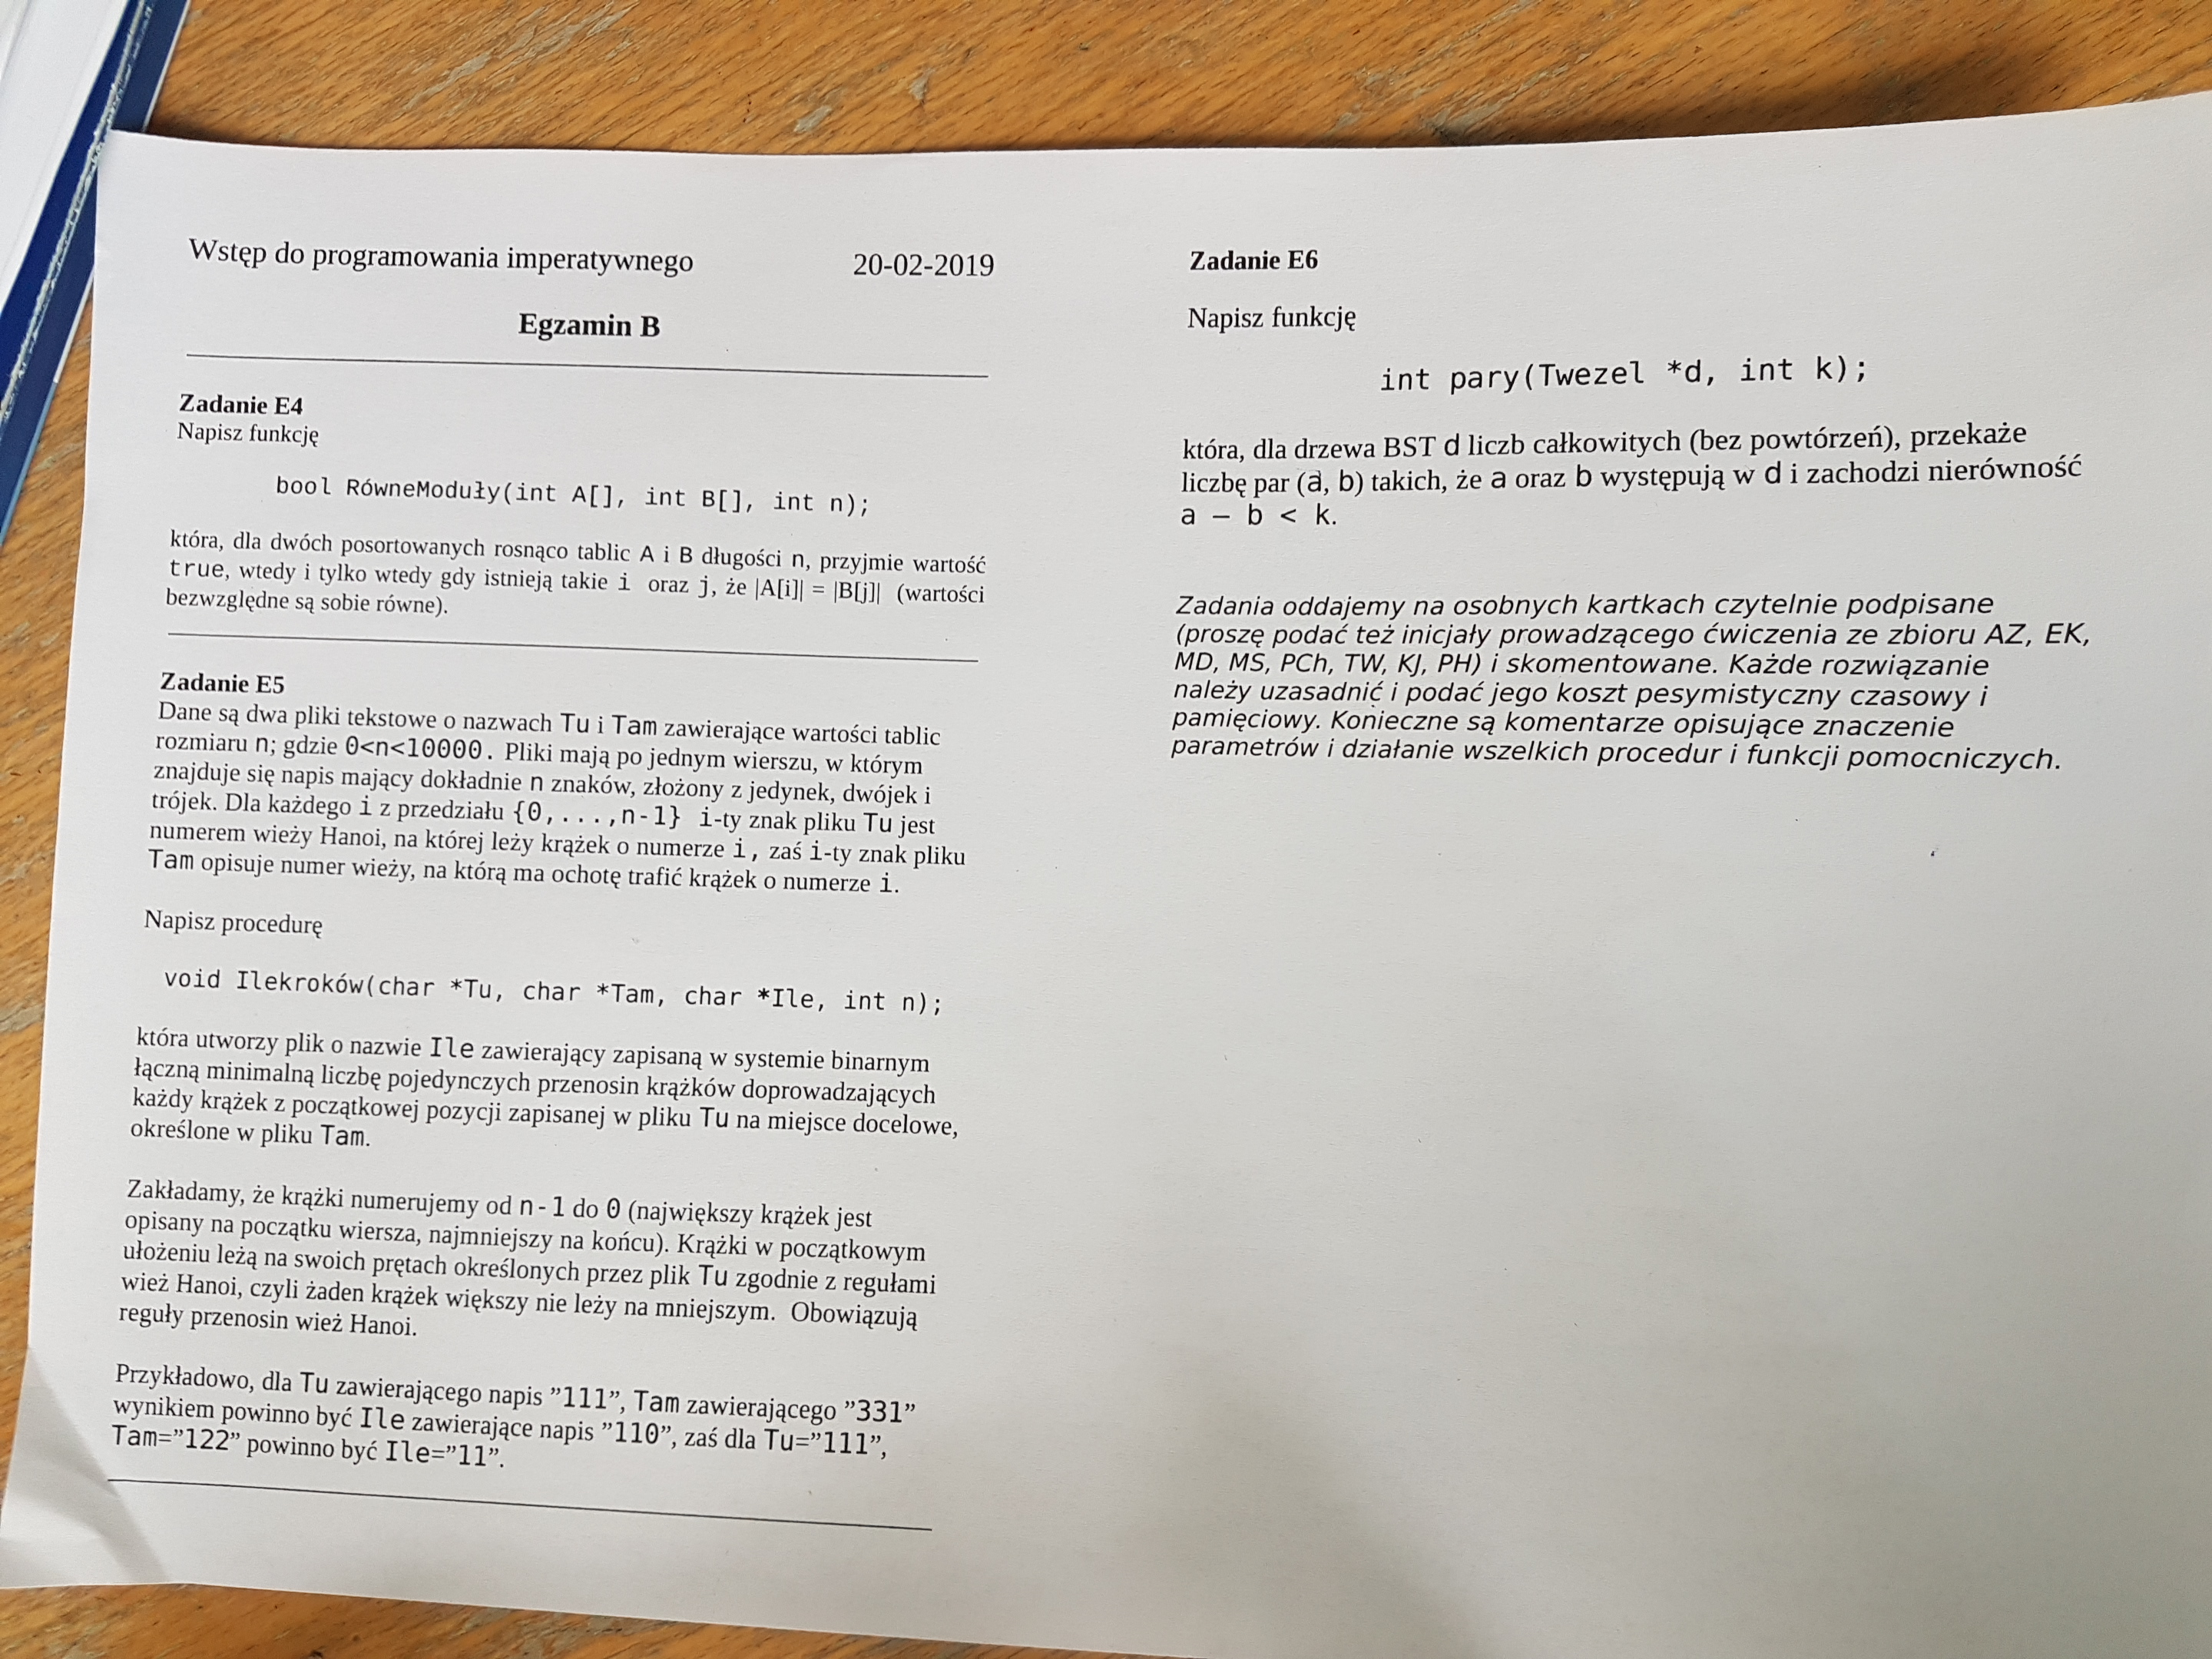 Wstęp do programowania imperatywnego 20-02-2019
Egzamin B
Zadanie E4
Napisz funkcję
bool RówneModuły(int A[], int B[], int n);
która, dla dwóch posortowanych rosnąco tablic A i B długości n, przyjmie wartość
true, wtedy i tylko wtedy gdy istnieją takie i oraz j, że |A[i]| = |B[j]| (wartości
bezwzględne są sobie równe).
Zadanie E5
Dane są dwa pliki tekstowe o nazwach Tu i Tam zawierające wartości tablic
rozmiaru n; gdzie 0<n<10000. Pliki mają po jednym wierszu, w którym
znajduje się napis mający dokładnie n znaków, złożony z jedynek, dwójek i
trójek. Dla każdego i z przedziału {0,...,n-1} i-ty znak pliku Tu jest
numerem wieży Hanoi, na której leży krążek o numerze i, zaś i-ty znak pliku
Tam opisuje numer wieży, na którą ma ochotę trafić krążek o numerze i.
Napisz procedurę
void Ilekroków(char *Tu, char *Tam, char *Ile, int n);
która utworzy plik o nazwie Ile zawierający zapisaną w systemie binarnym
łączną minimalną liczbę pojedynczych przenosin krążków doprowadzających
każdy krążek z początkowej pozycji zapisanej w pliku Tu na miejsce docelowe,
określone w pliku Tam.
Zakładamy, że krążki numerujemy od n-1 do 0 (największy krążek jest
opisany na początku wiersza, najmniejszy na końcu). Krążki w początkowym
ułożeniu leżą na swoich prętach określonych przez plik Tu zgodnie z regułami
wież Hanoi, czyli żaden krążek większy nie leży na mniejszym. Obowiązują
reguły przenosin wież Hanoi.
Przykładowo, dla Tu zawierającego napis ”111”, Tam zawierającego ”331”
wynikiem powinno być Ile zawierające napis ”110”, zaś dla Tu=”111”,
Tam=”122” powinno być Ile=”11”.
Zadanie E6
Napisz funkcję
int pary(Twezel *d, int k);
która, dla drzewa BST d liczb całkowitych (bez powtórzeń), przekaże
liczbę par (a, b) takich, że a oraz b występują w d i zachodzi nierówność
a – b < k.
Zadania oddajemy na osobnych kartkach czytelnie podpisane
(proszę podać też inicjały prowadzącego ćwiczenia ze zbioru AZ, EK,
MD, MS, PCh, TW, KJ, PH) i skomentowane. Każde rozwiązanie
należy uzasadnić i podać jego koszt pesymistyczny czasowy i
pamięciowy. Konieczne są komentarze opisujące znaczenie
parametrów i działanie wszelkich procedur i funkcji pomocniczych.